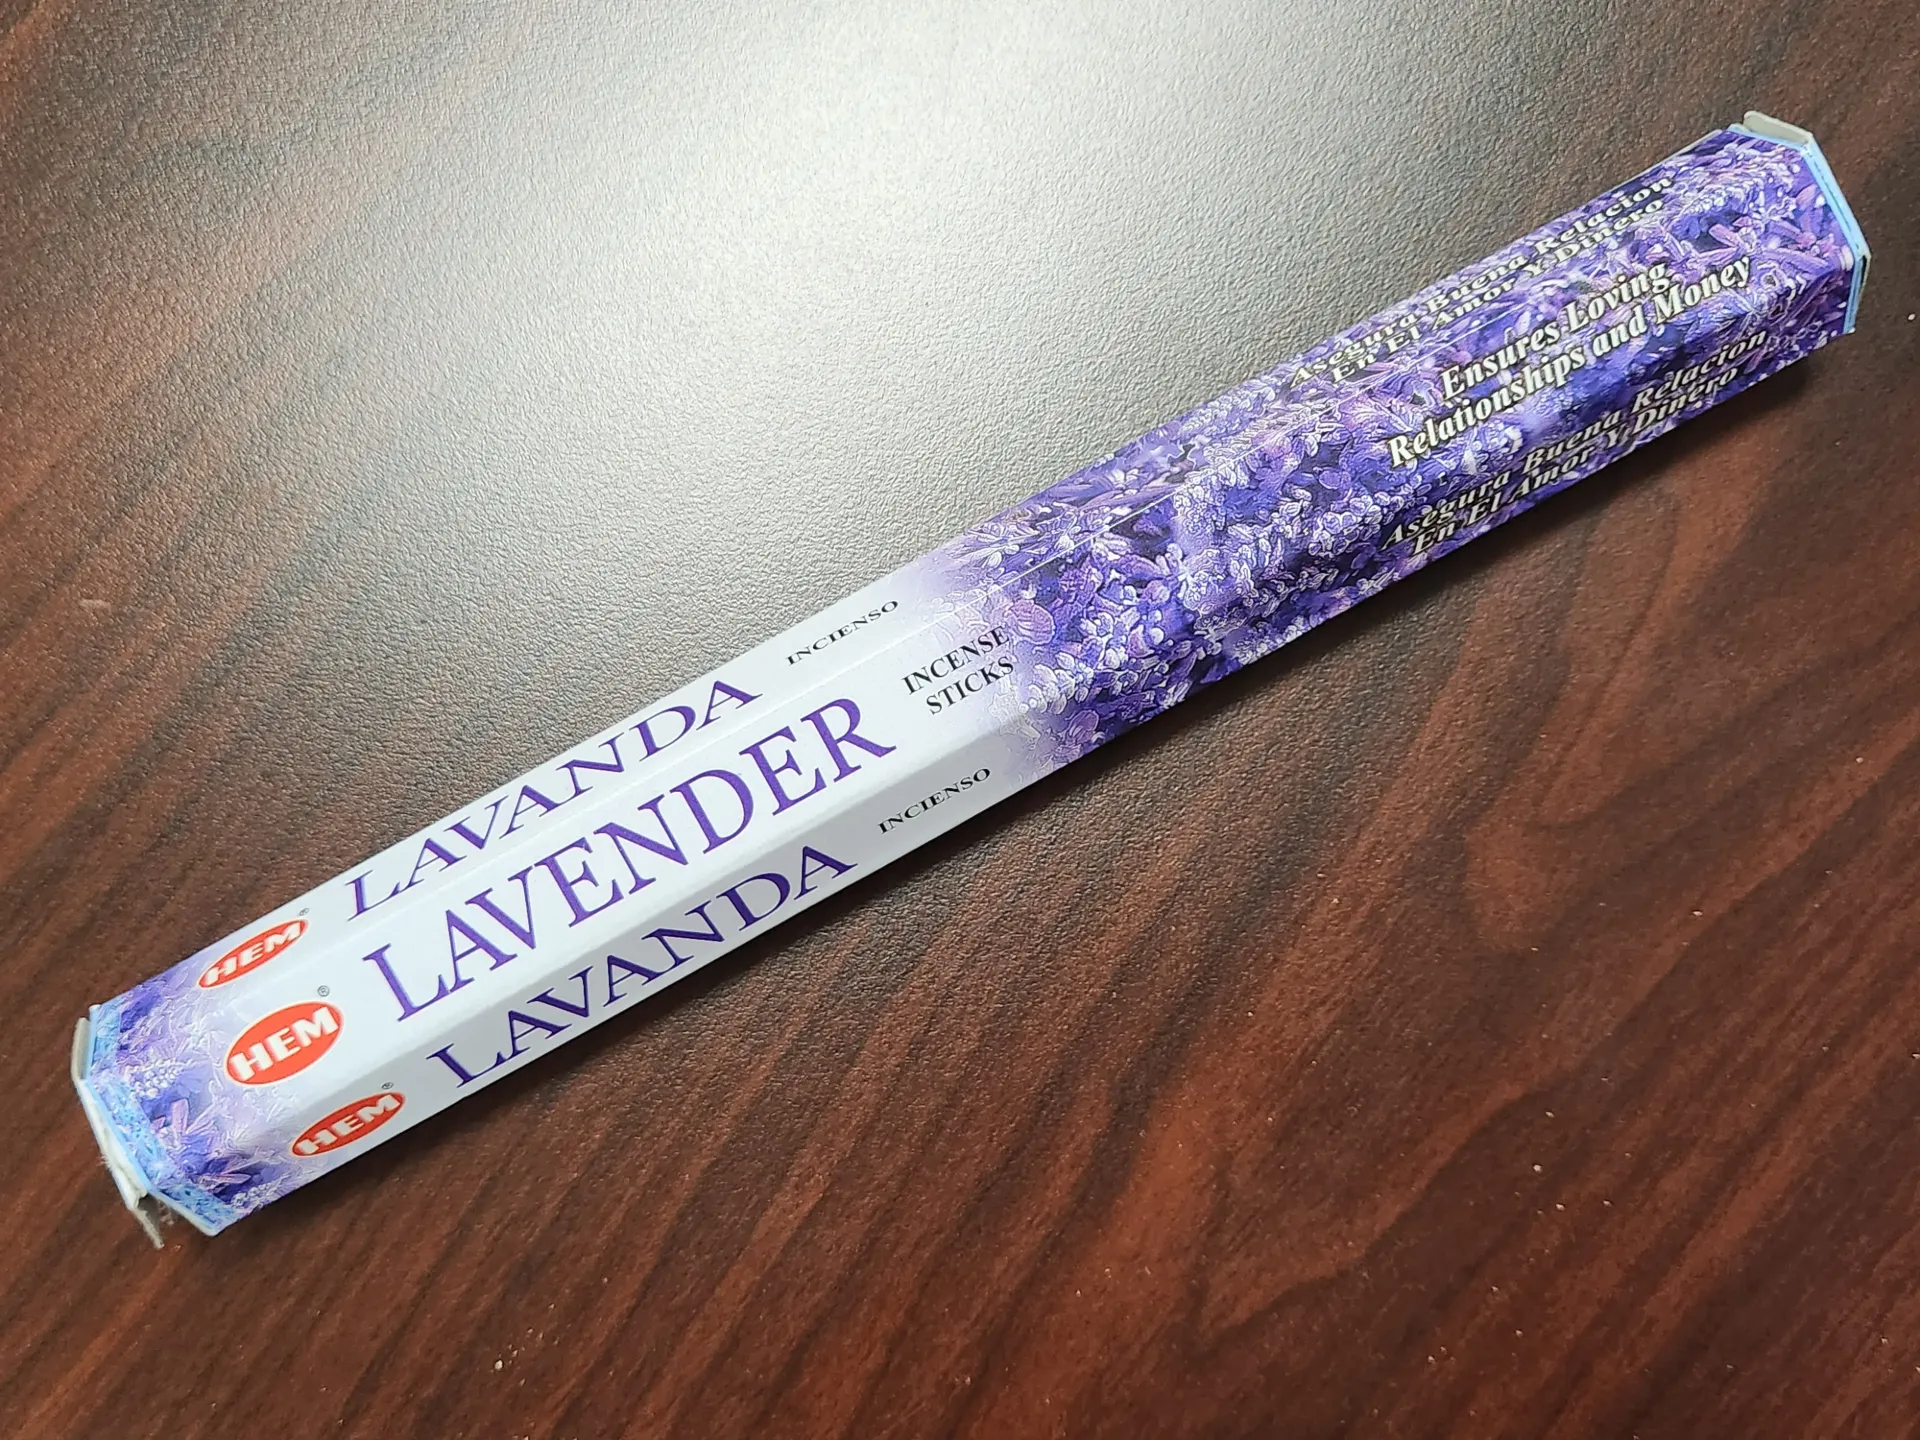 HEM®
LAVANDA
INCIENSO
Asegura Buena Relacion
En El Amor Y Dinero
HEM®
LAVENDER
INCENSE
STICKS
Ensures Loving
Relationships and Money
HEM®
LAVANDA
INCIENSO
Asegura Buena Relacion
En El Amor Y Dinero